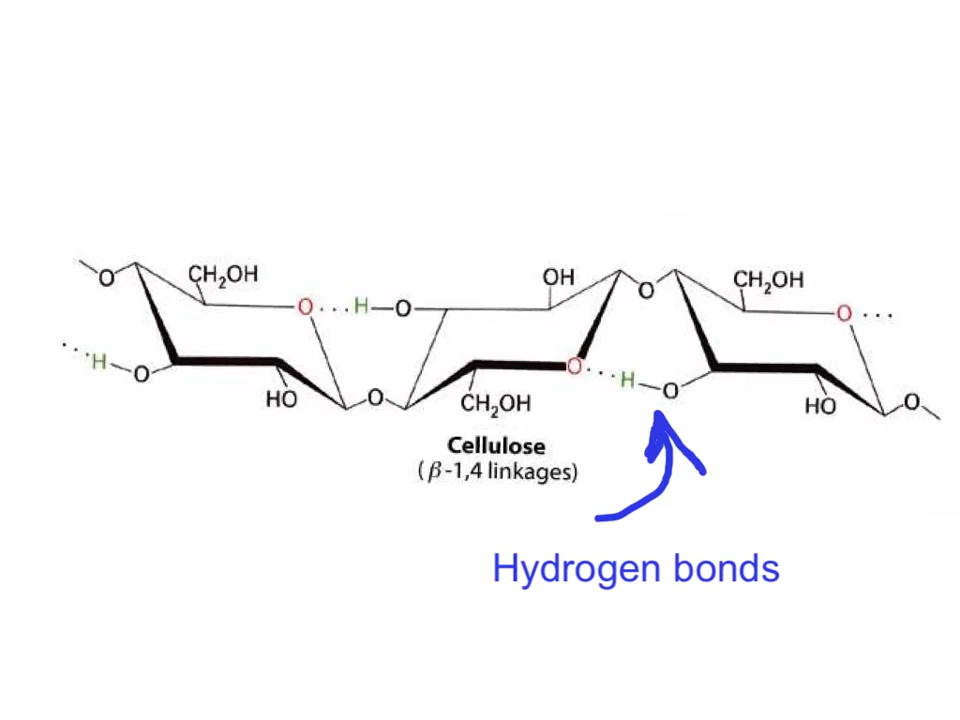 O CH₂OH O ... H—O OH O CH₂OH O ...
... H—O HO O CH₂OH O ... H—O HO O
Cellulose
(β-1,4 linkages)
Hydrogen bonds